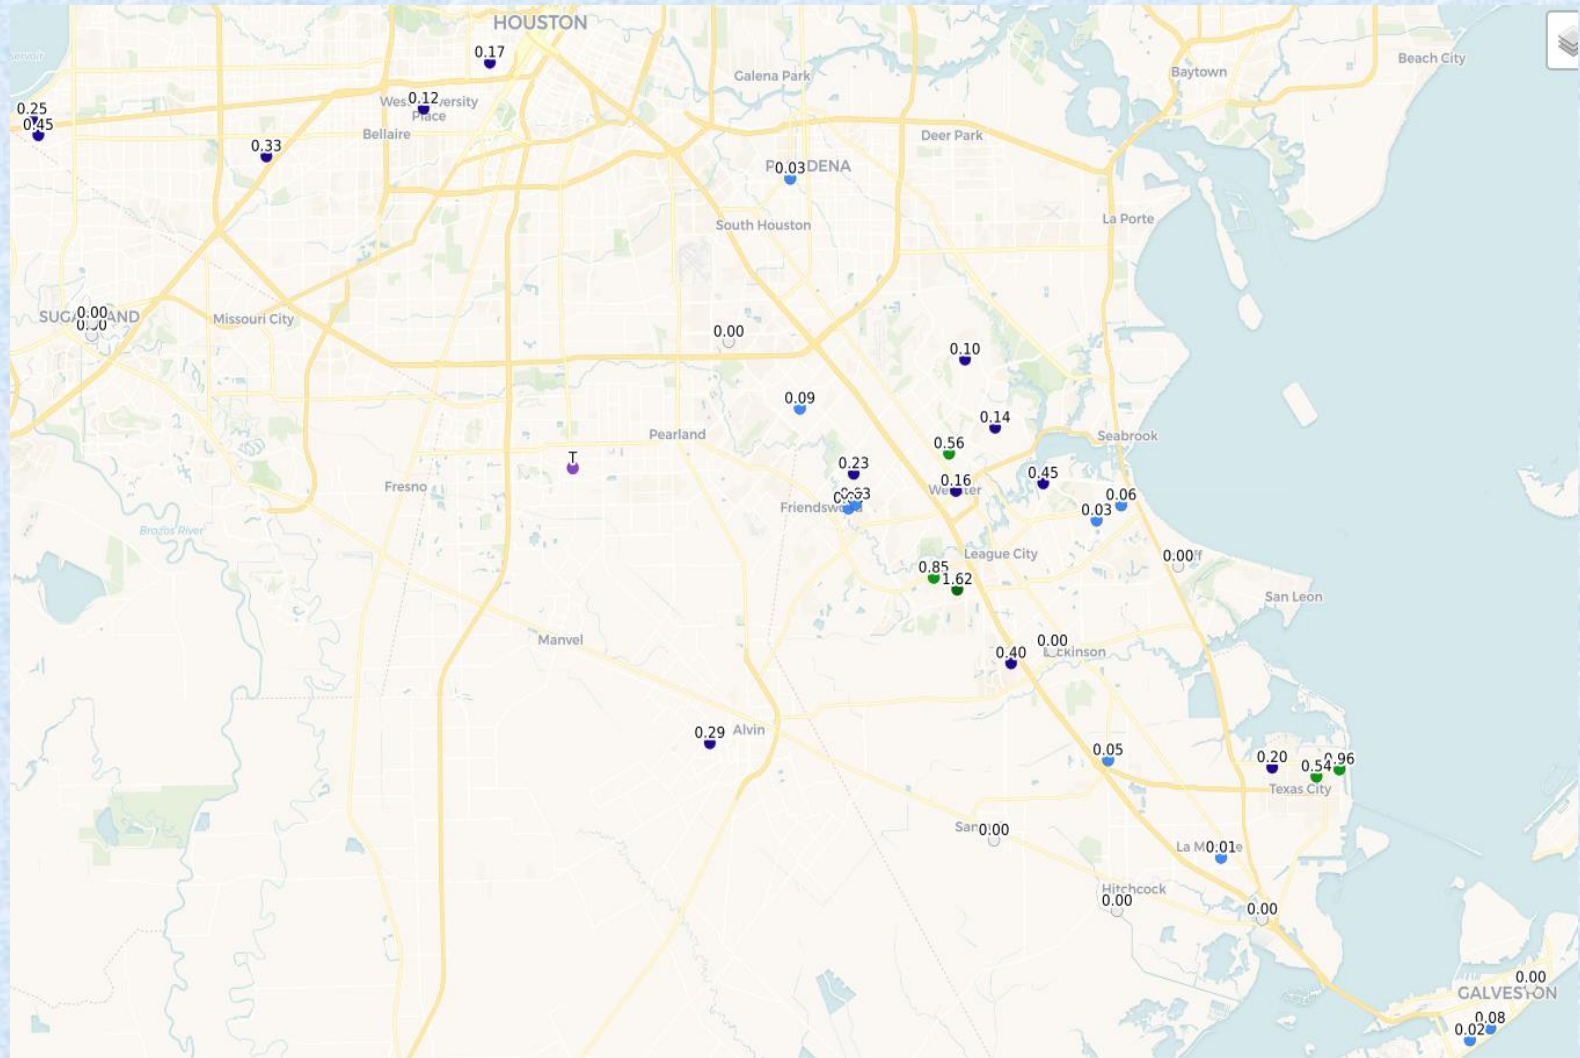 HOUSTON
0.17
Galena Park
Beach City
Baytown
0.12
0.25
0.45
Place
Bellaire
Deer Park
0.33
0.03
La Porte
South Houston
0.00
Missouri City
0.00
0.10
0.09
0.14
Pearland
Seabrook
0.56
T
0.23
0.16
0.45
Fresno
0.06
0.03
Brazos River
League City
0.00
0.85
1.62
San Leon
Manvel
0.00
0.40
0.29
Alvin
0.05
0.20
0.54
0.96
Texas City
0.00
0.01
Hitchcock
0.00
0.00
0.00
GALVESTON
0.08
0.02